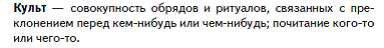 Культ — совокупность обрядов и ритуалов, связанных с пре-
клонением перед кем-нибудь или чем-нибудь; почитание кого-то
или чего-то.